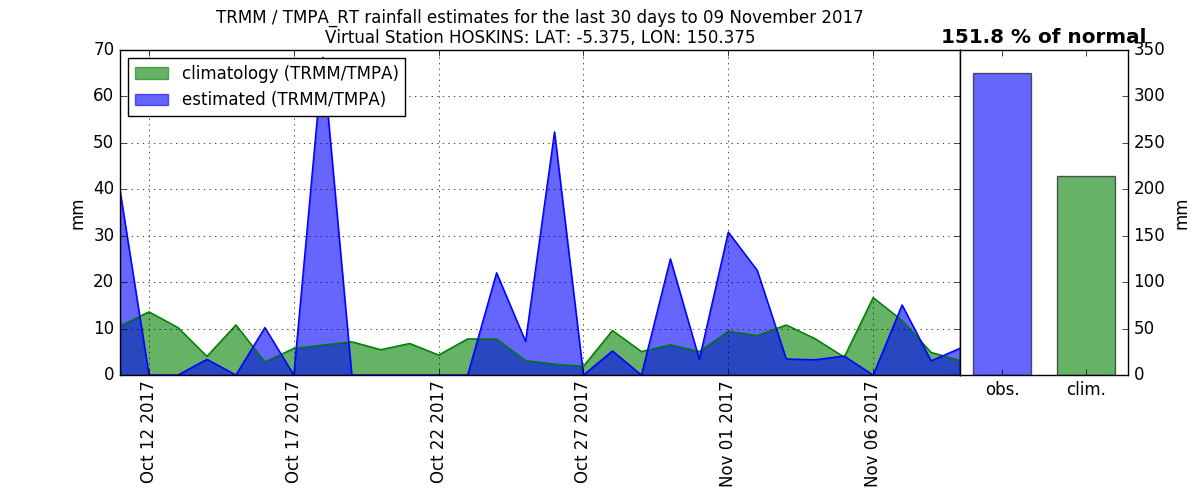 TRMM / TMPA_RT rainfall estimates for the last 30 days to 09 November 2017
Virtual Station HOSKINS: LAT: -5.375, LON: 150.375
151.8 % of normal
climatology (TRMM/TMPA)
estimated (TRMM/TMPA)
70
60
50
40
30
20
10
0
mm
Oct 12 2017
Oct 17 2017
Oct 22 2017
Oct 27 2017
Nov 01 2017
Nov 06 2017
obs.
clim.
350
300
250
200
150
100
50
0
mm